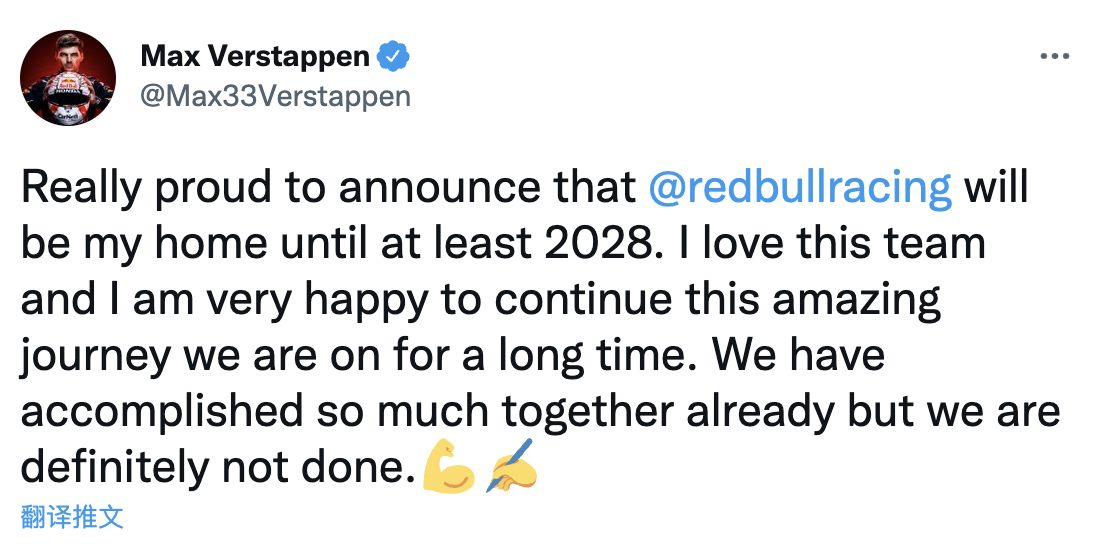 Max Verstappen
@Max33Verstappen
Really proud to announce that @redbullracing will
be my home until at least 2028. I love this team
and I am very happy to continue this amazing
journey we are on for a long time. We have
accomplished so much together already but we are
definitely not done.💪✍️
翻译推文